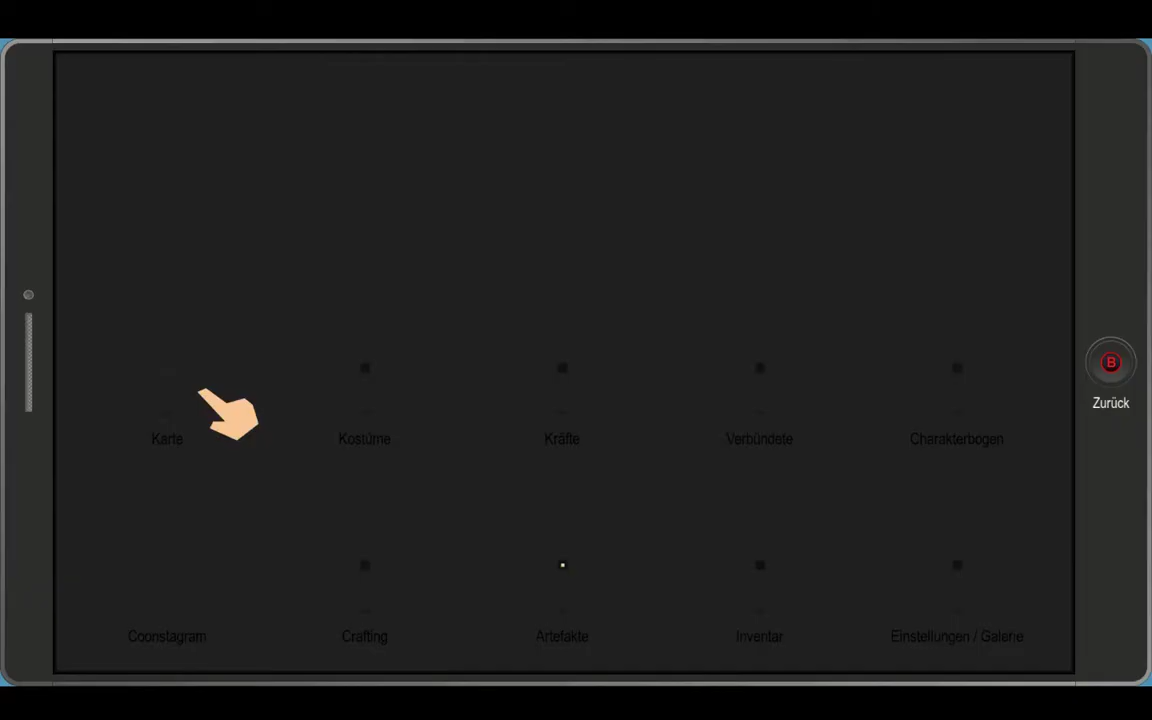 B
Zurück
Karte
Kostüme
Kräfte
Verbündete
Charakterbogen
Coonstagram
Crafting
Artefakte
Inventar
Einstellungen / Galerie